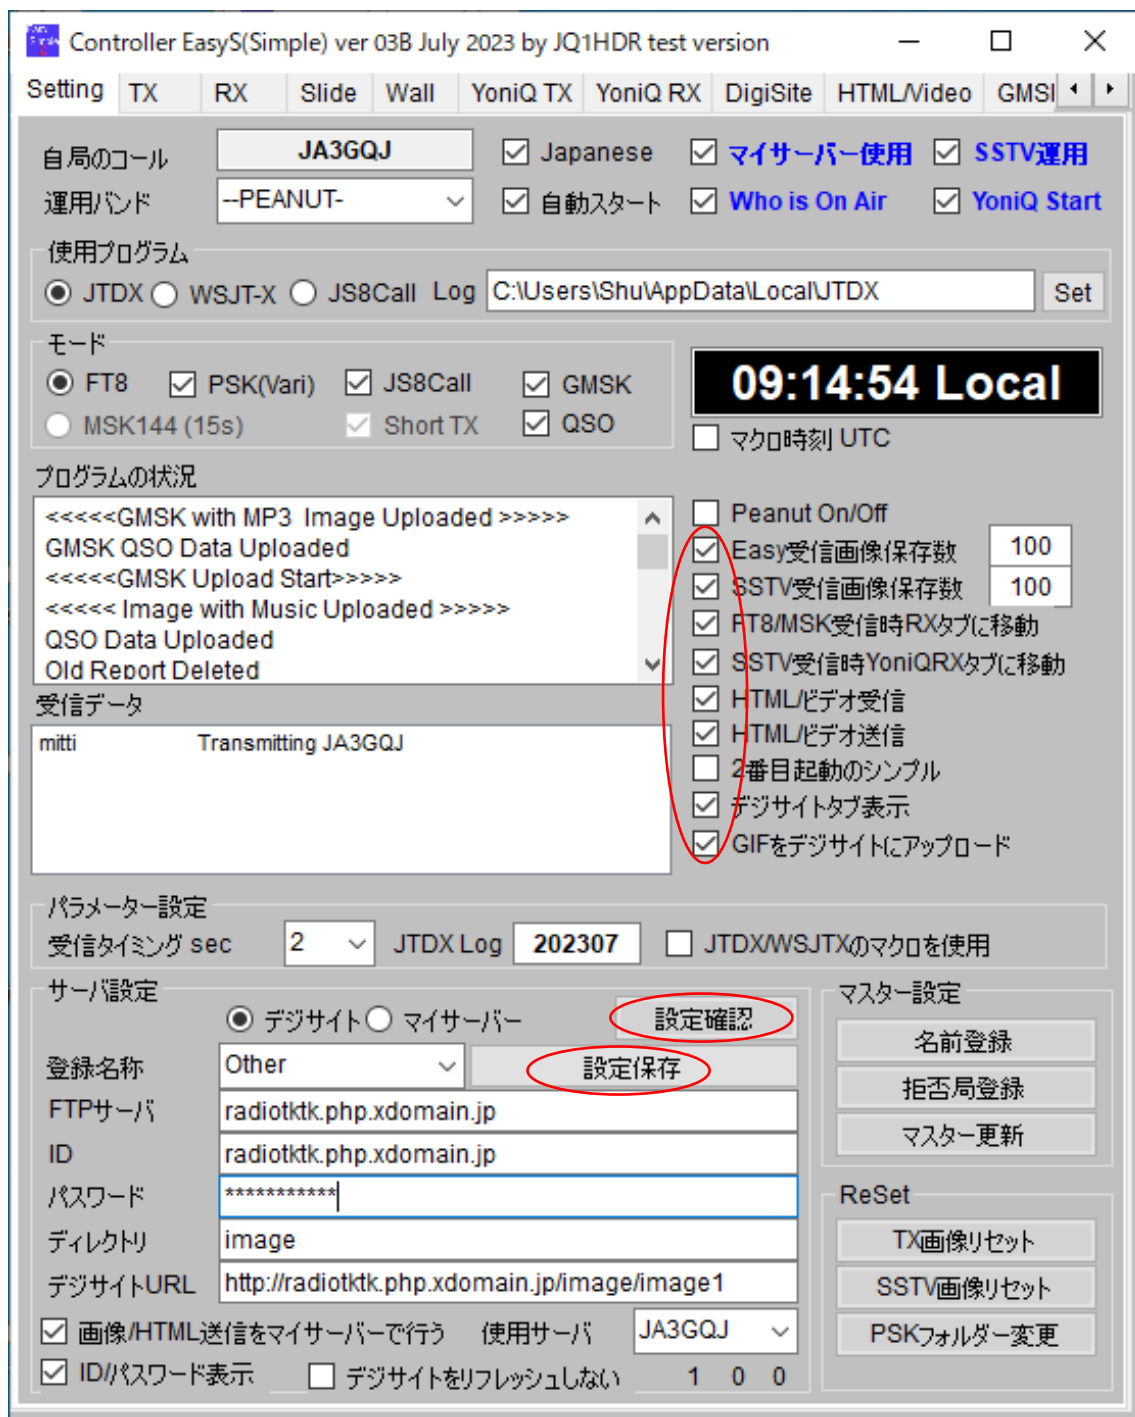 Controller EasyS(Simple) ver 03B July 2023 by JQ1HDR test version
Setting TX RX Slide Wall YoniQ TX YoniQ RX DigiSite HTML/Video GMSI
自局のコール JA3GQJ Japanese マイサーバー使用 SSTV運用
運用バンド --PEANUT- 自動スタート Who is On Air YoniQ Start
使用プログラム
JTDX WSJT-X JS8Call Log C:\Users\Shu\AppData\Local\JTDX Set
モード
FT8 PSK(Vari) JS8Call GMSK
MSK144 (15s) Short TX QSO
09:14:54 Local
マクロ時刻 UTC
プログラムの状況
<<<<<GMSK with MP3 Image Uploaded >>>>>
GMSK QSO Data Uploaded
<<<<<GMSK Upload Start>>>>>
<<<<< Image with Music Uploaded >>>>>
QSO Data Uploaded
Old Report Deleted
Peanut On/Off
Easy受信画像保存数 100
SSTV受信画像保存数 100
FT8/MSK受信時RXタブに移動
SSTV受信時YoniQRXタブに移動
HTML/ビデオ受信
HTML/ビデオ送信
2番目起動のシンプル
デジサイトタブ表示
GIFをデジサイトにアップロード
受信データ
mitti Transmitting JA3GQJ
パラメーター設定
受信タイミング sec 2 JTDX Log 202307 JTDX/WSJTXのマクロを使用
サーバ設定
デジサイト マイサーバー 設定確認
登録名称 Other 設定保存
FTPサーバ radiotktk.php.xdomain.jp
ID radiotktk.php.xdomain.jp
パスワード ***********
ディレクトリ image
デジサイトURL http://radiotktk.php.xdomain.jp/image/image1
画像/HTML送信をマイサーバーで行う 使用サーバ JA3GQJ
ID/パスワード表示 デジサイトをリフレッシュしない 1 0 0
マスター設定
名前登録
拒否局登録
マスター更新
ReSet
TX画像リセット
SSTV画像リセット
PSKフォルダー変更